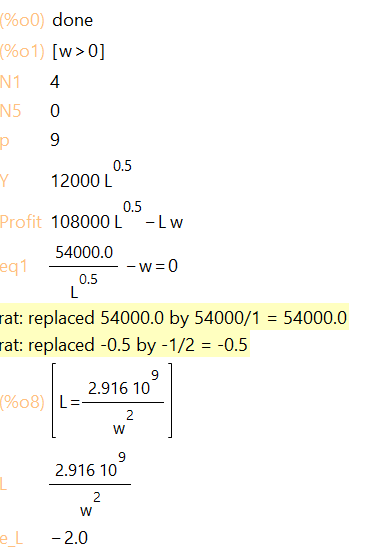 (%o0) done
(%o1) [w>0]
N1 4
N5 0
p 9
Y 12000 L^0.5
Profit 108000 L^0.5 − L w
eq1 54000.0 / L^0.5 − w = 0
rat: replaced 54000.0 by 54000/1 = 54000.0
rat: replaced -0.5 by -1/2 = -0.5
(%o8) [L = 2.916 10^9 / w^2]
L 2.916 10^9 / w^2
e_L −2.0